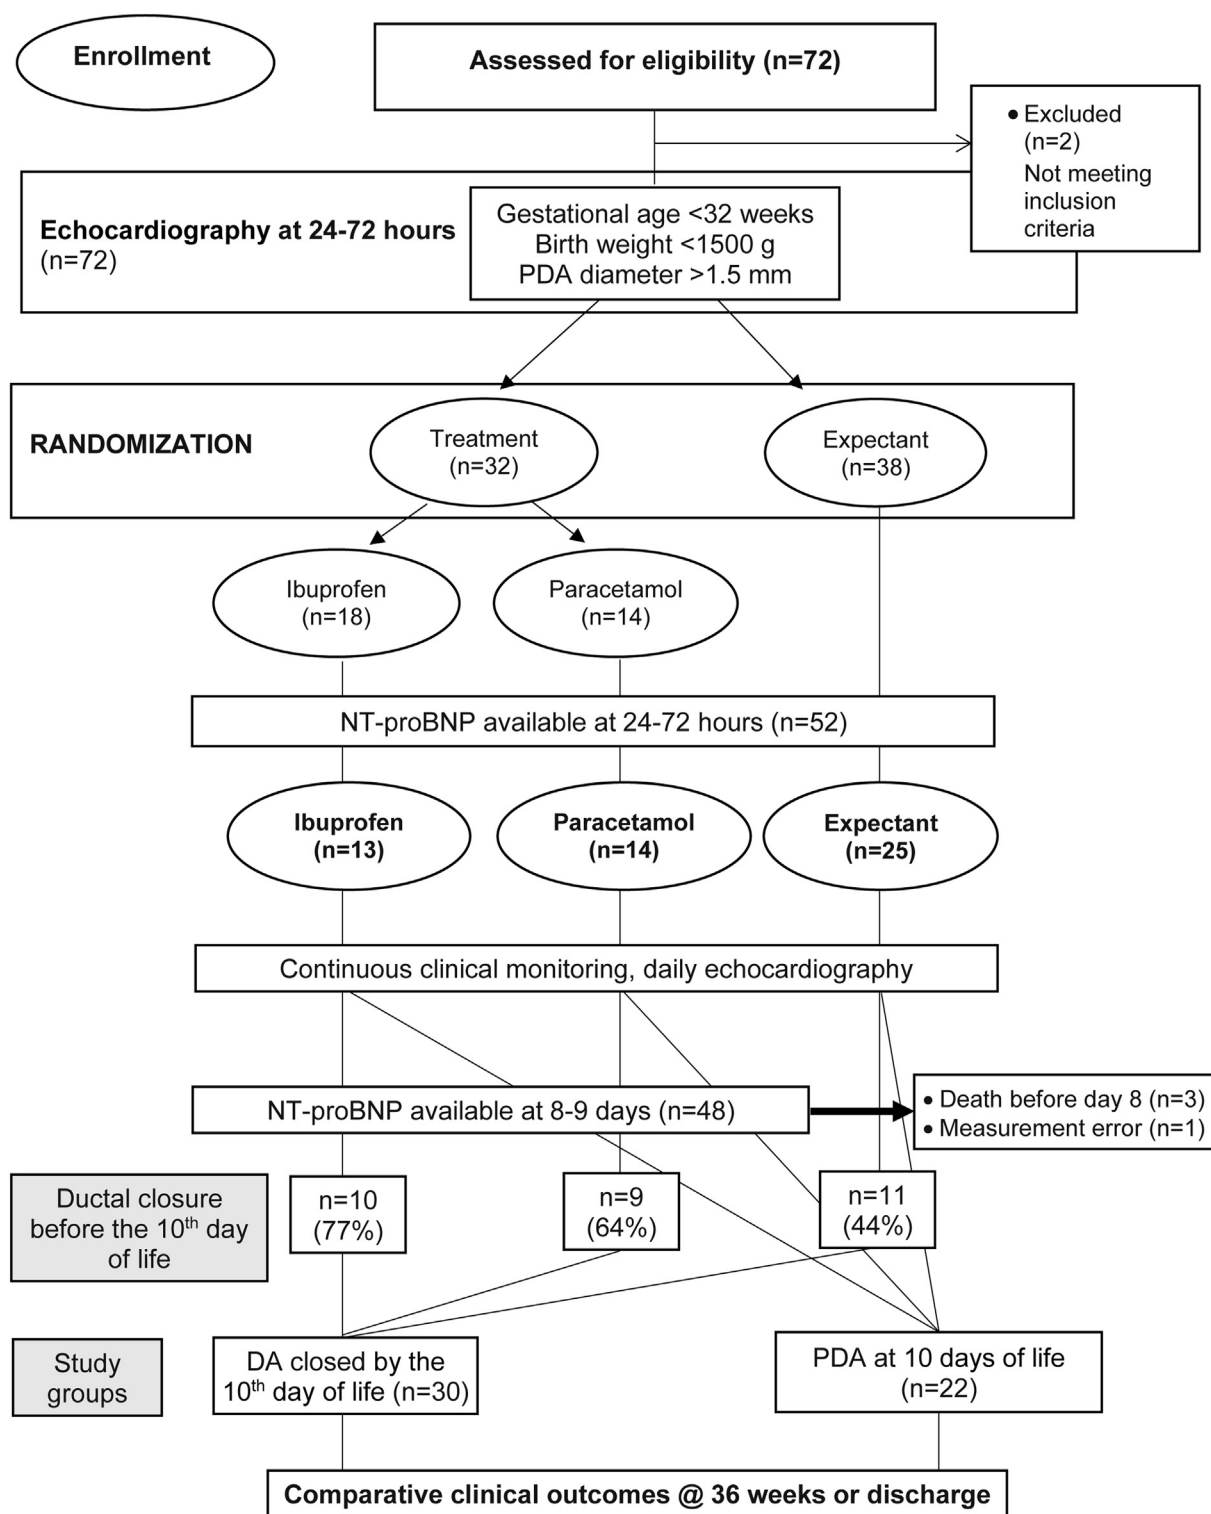 Enrollment
Assessed for eligibility (n=72)
• Excluded
(n=2)
Not meeting
inclusion
criteria
Echocardiography at 24-72 hours
(n=72)
Gestational age <32 weeks
Birth weight <1500 g
PDA diameter >1.5 mm
RANDOMIZATION
Treatment
(n=32)
Expectant
(n=38)
Ibuprofen
(n=18)
Paracetamol
(n=14)
NT-proBNP available at 24-72 hours (n=52)
Ibuprofen
(n=13)
Paracetamol
(n=14)
Expectant
(n=25)
Continuous clinical monitoring, daily echocardiography
NT-proBNP available at 8-9 days (n=48)
• Death before day 8 (n=3)
• Measurement error (n=1)
Ductal closure
before the 10th day
of life
n=10
(77%)
n=9
(64%)
n=11
(44%)
Study
groups
DA closed by the
10th day of life (n=30)
PDA at 10 days of life
(n=22)
Comparative clinical outcomes @ 36 weeks or discharge